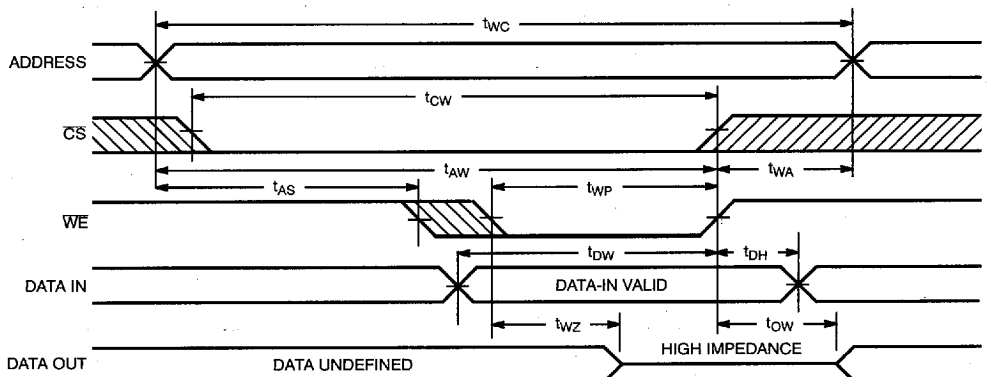 tWC
ADDRESS
tCW
CS
tAW
tWA
tAS
tWP
WE
tDW
tDH
DATA IN
DATA-IN VALID
tWZ
tOW
DATA OUT
DATA UNDEFINED
HIGH IMPEDANCE